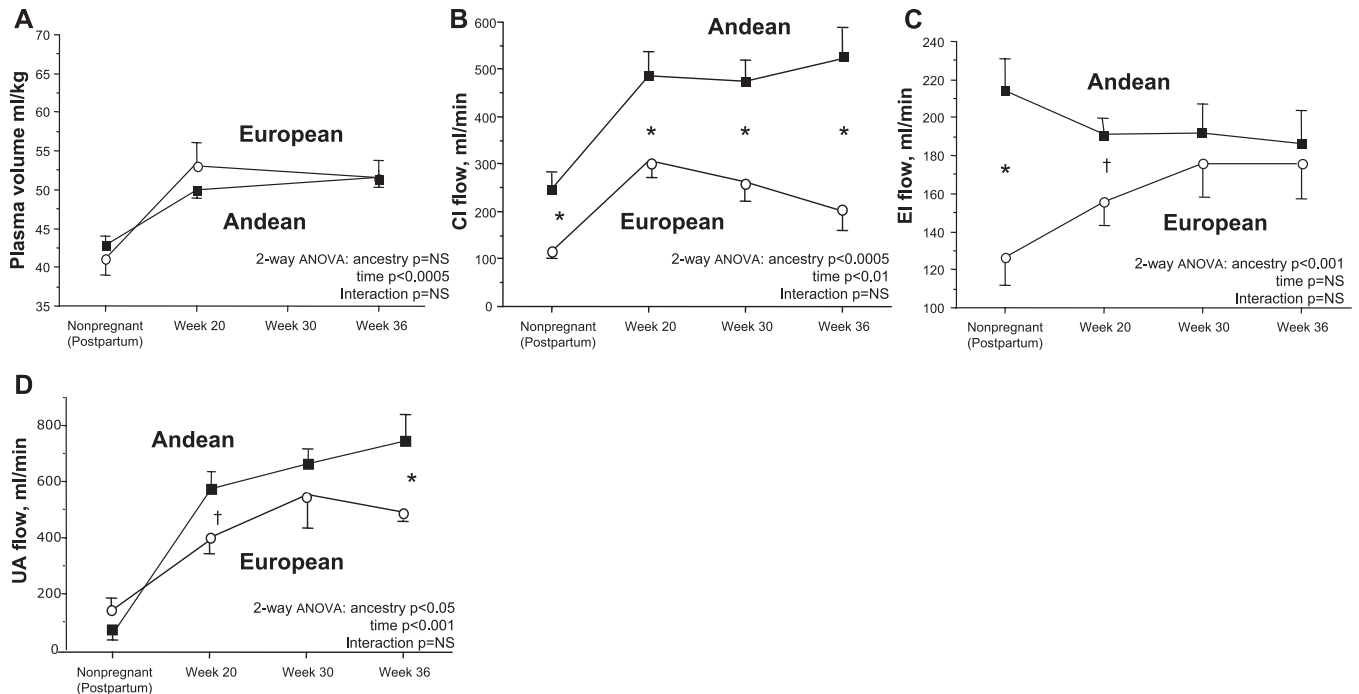 A
Plasma volume ml/kg
70
65
60
55
50
45
40
35
European
Andean
2-way ANOVA: ancestry p=NS
time p<0.0005
Interaction p=NS
Nonpregnant
(Postpartum)
Week 20
Week 30
Week 36
B
CI flow, ml/min
600
500
400
300
200
100
0
Andean
*
*
*
*
European
2-way ANOVA: ancestry p<0.0005
time p<0.01
Interaction p=NS
Nonpregnant
(Postpartum)
Week 20
Week 30
Week 36
C
EI flow, ml/min
240
220
200
180
160
140
120
100
Andean
*
†
European
2-way ANOVA: ancestry p<0.001
time p=NS
Interaction p=NS
Nonpregnant
(Postpartum)
Week 20
Week 30
Week 36
D
UA flow, ml/min
800
600
400
200
0
Andean
*
†
European
2-way ANOVA: ancestry p<0.05
time p<0.001
Interaction p=NS
Nonpregnant
(Postpartum)
Week 20
Week 30
Week 36